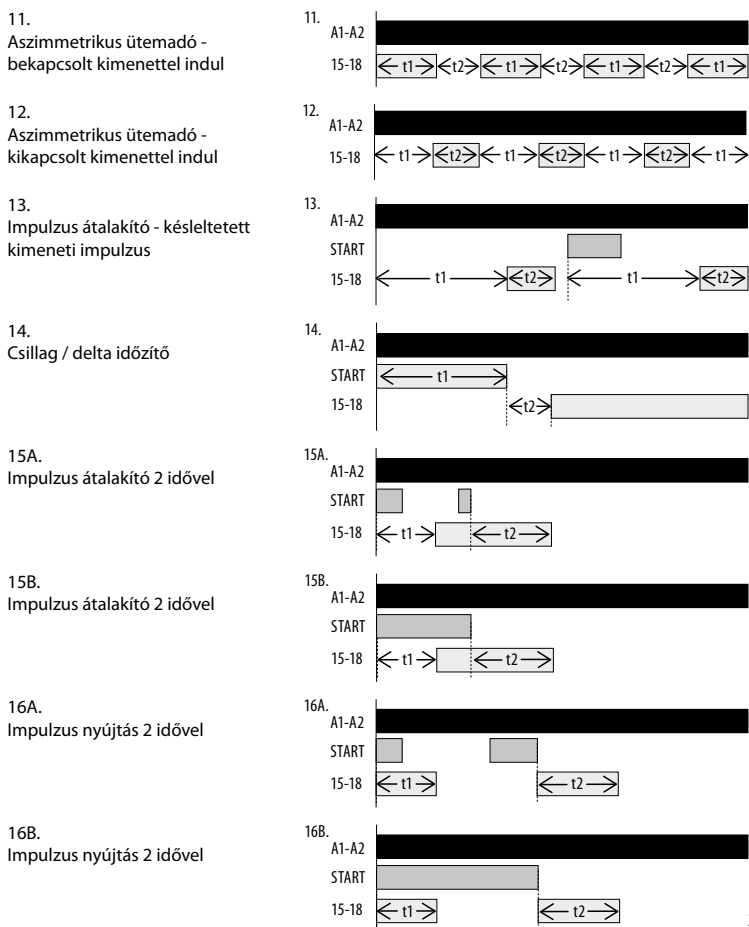 11.
Aszimmetrikus ütemadó -
bekapcsolt kimenettel indul
11.
A1-A2
15-18 t1 t2 t1 t2 t1 t2 t1
12.
Aszimmetrikus ütemadó -
kikapcsolt kimenettel indul
12.
A1-A2
15-18 t1 t2 t1 t2 t1 t2 t1
13.
Impulzus átalakító - késleltetett
kimeneti impulzus
13.
A1-A2
START
15-18 t1 t2 t1 t2
14.
Csillag / delta időzítő
14.
A1-A2
START t1
15-18 t2
15A.
Impulzus átalakító 2 idővel
15A.
A1-A2
START
15-18 t1 t2
15B.
Impulzus átalakító 2 idővel
15B.
A1-A2
START
15-18 t1 t2
16A.
Impulzus nyújtás 2 idővel
16A.
A1-A2
START
15-18 t1 t2
16B.
Impulzus nyújtás 2 idővel
16B.
A1-A2
START
15-18 t1 t2